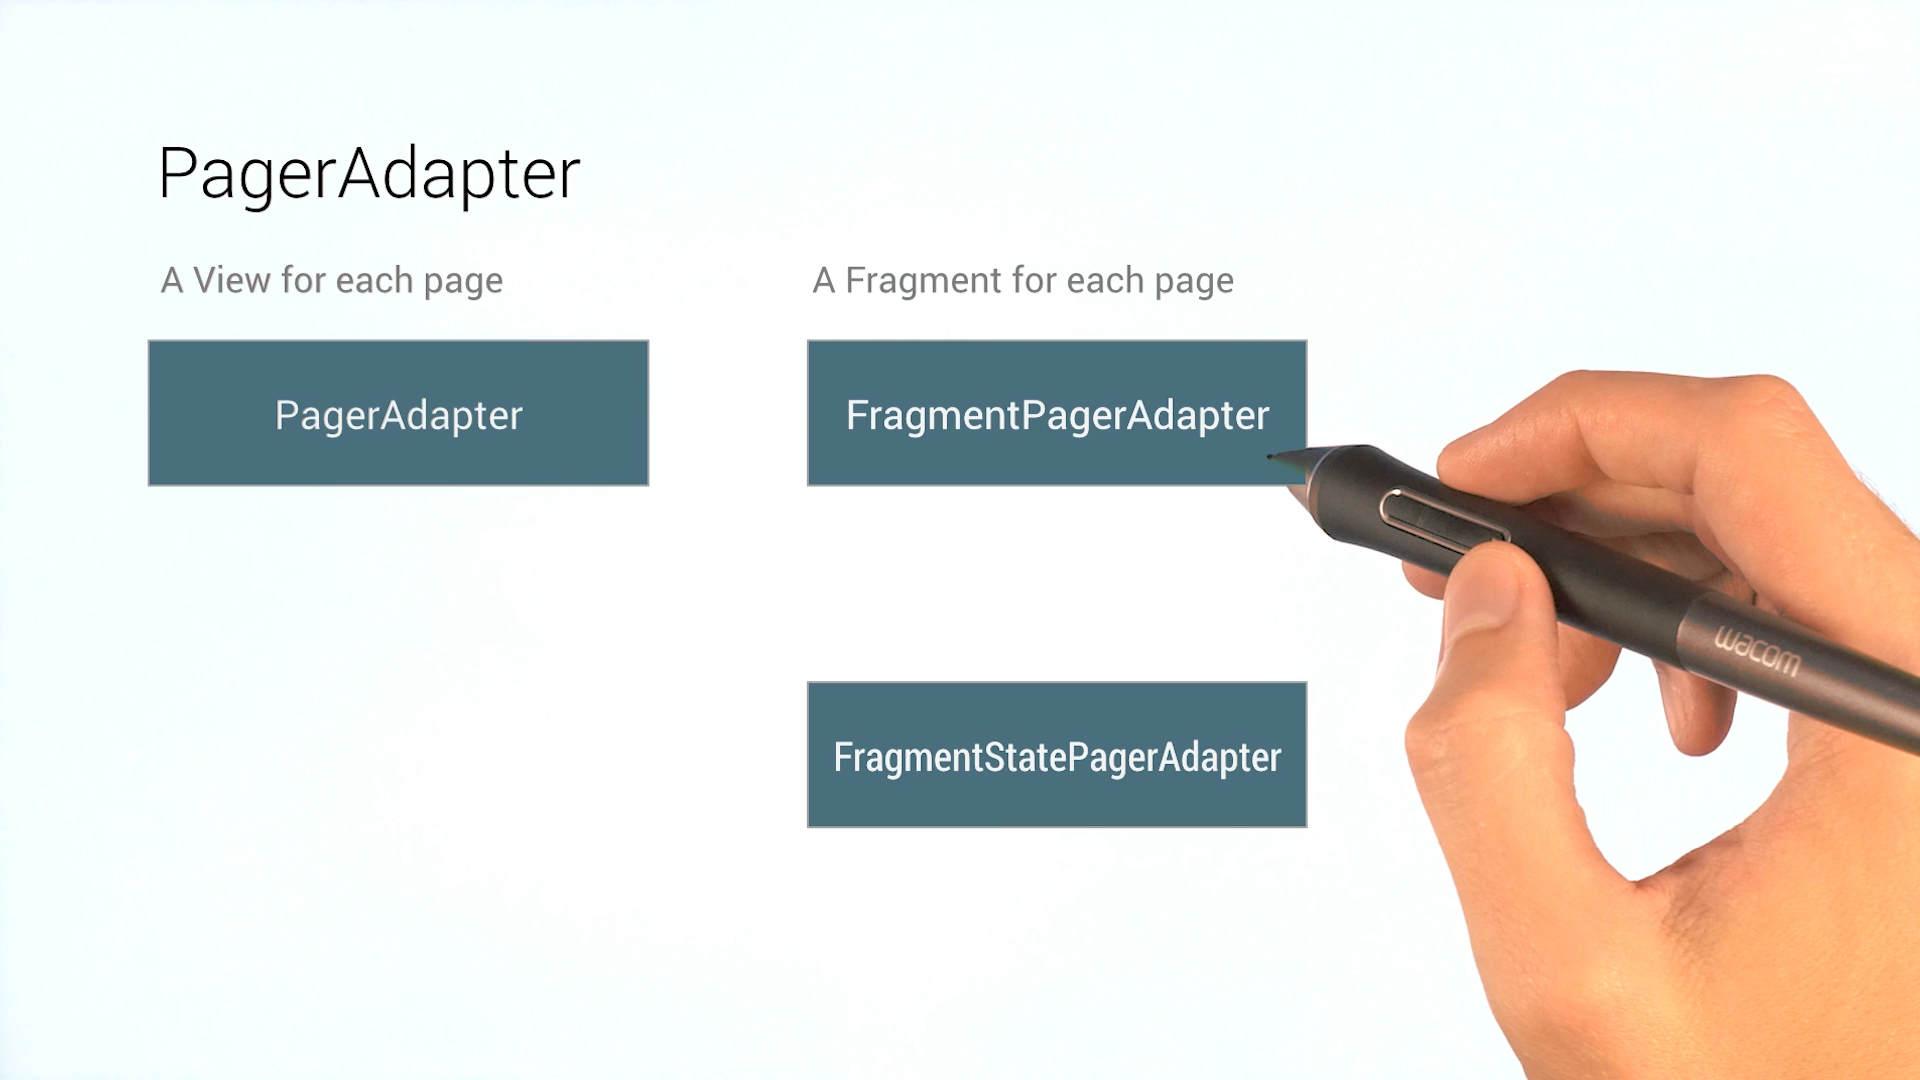 PagerAdapter
A View for each page
A Fragment for each page
PagerAdapter
FragmentPagerAdapter
FragmentStatePagerAdapter
wacom